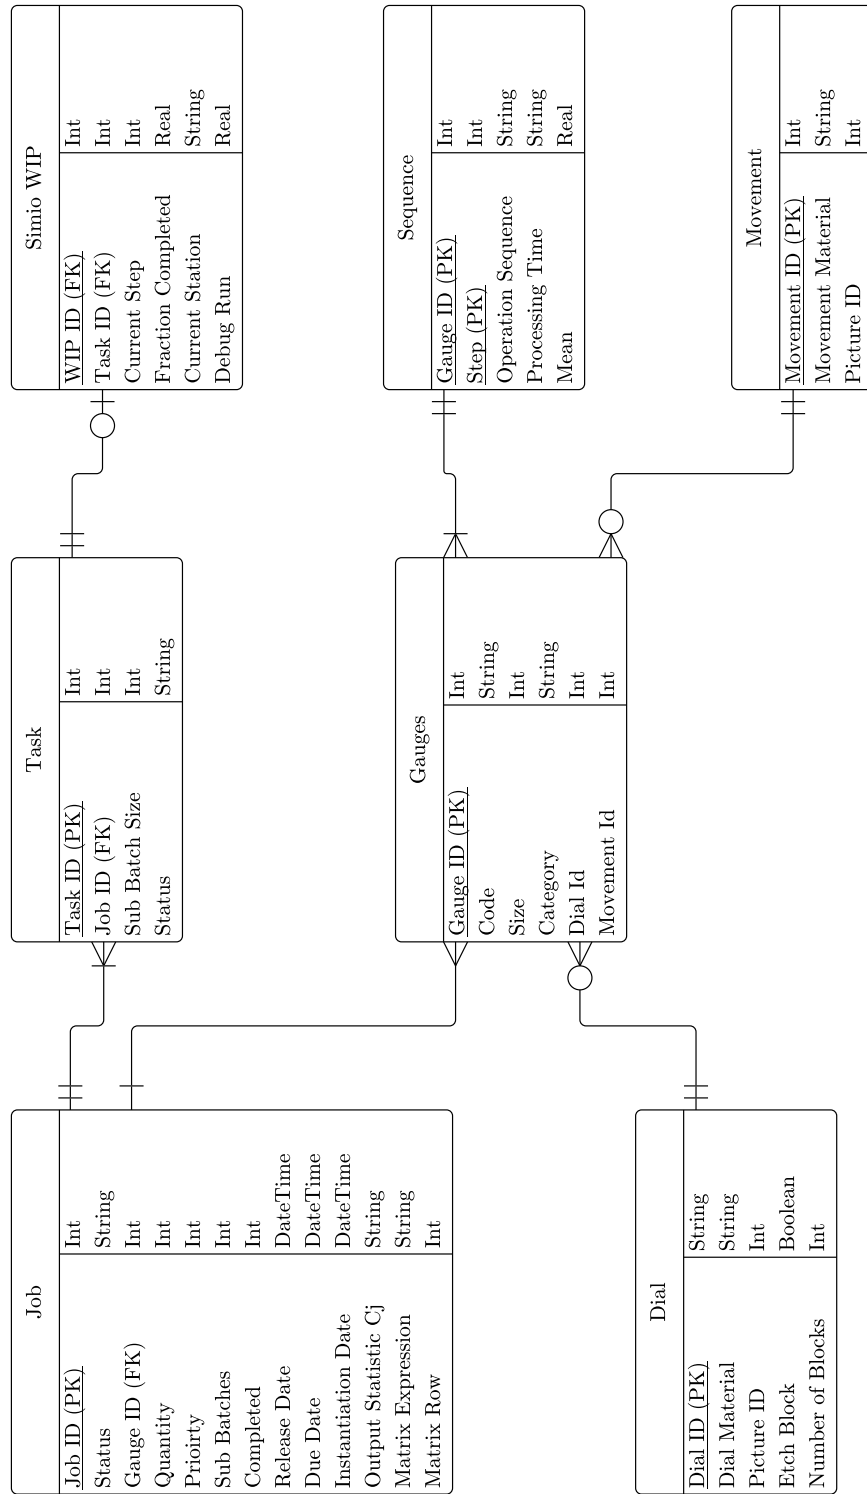 Job
Job ID (PK) Int
Status String
Gauge ID (FK) Int
Quantity Int
Prioirty Int
Sub Batches Int
Completed Int
Release Date DateTime
Due Date DateTime
Instantiation Date DateTime
Output Statistic Cj String
Matrix Expression String
Matrix Row Int
Task
Task ID (PK) Int
Job ID (FK) Int
Sub Batch Size Int
Status String
Simio WIP
WIP ID (FK) Int
Task ID (FK) Int
Current Step Int
Fraction Completed Real
Current Station String
Debug Run Real
Gauges
Gauge ID (PK) Int
Code String
Size Int
Category String
Dial Id Int
Movement Id Int
Sequence
Gauge ID (PK) Int
Step (PK) Int
Operation Sequence String
Processing Time String
Mean Real
Dial
Dial ID (PK) String
Dial Material String
Picture ID Int
Etch Block Boolean
Number of Blocks Int
Movement
Movement ID (PK) Int
Movement Material String
Picture ID Int